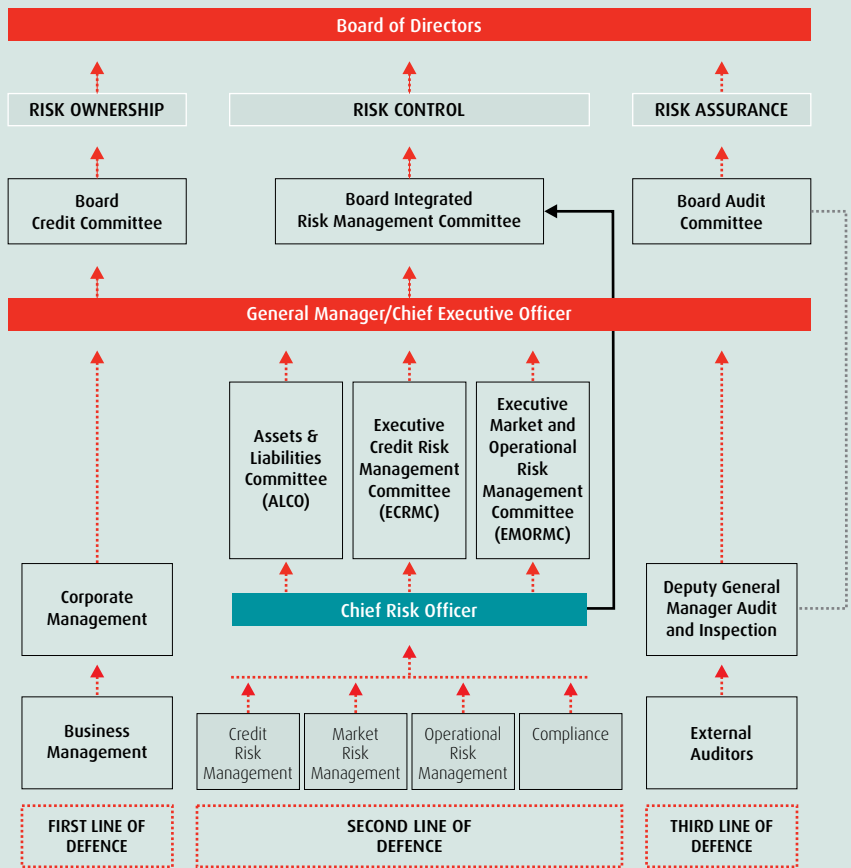 Board of Directors
RISK OWNERSHIP
RISK CONTROL
RISK ASSURANCE
Board
Credit Committee
Board Integrated
Risk Management Committee
Board Audit
Committee
General Manager/Chief Executive Officer
Assets &
Liabilities
Committee
(ALCO)
Executive
Credit Risk
Management
Committee
(ECRMC)
Executive
Market and
Operational
Risk
Management
Committee
(EMORMC)
Corporate
Management
Chief Risk Officer
Deputy General
Manager Audit
and Inspection
Business
Management
Credit
Risk
Management
Market
Risk
Management
Operational
Risk
Management
Compliance
External
Auditors
FIRST LINE OF
DEFENCE
SECOND LINE OF
DEFENCE
THIRD LINE OF
DEFENCE